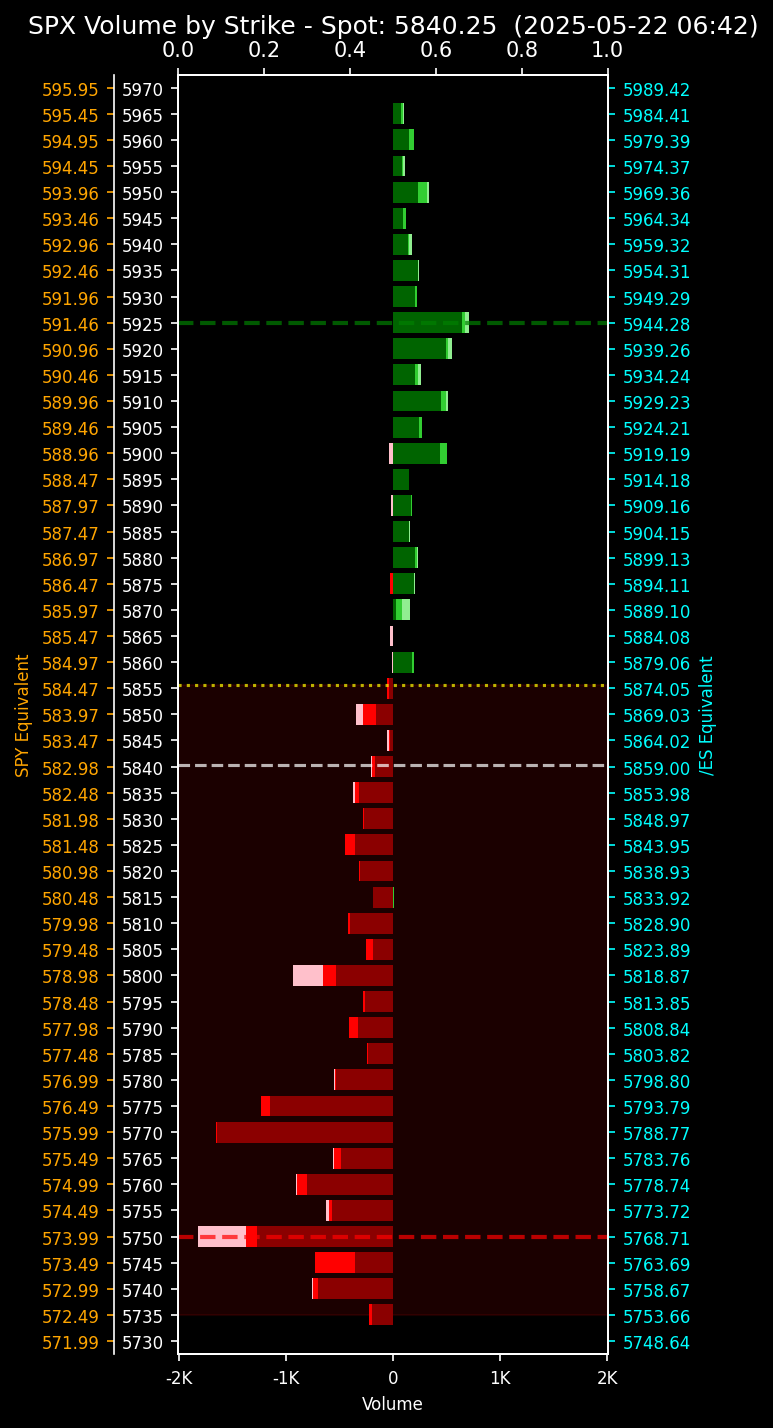 SPX Volume by Strike - Spot: 5840.25 (2025-05-22 06:42)
0.0 0.2 0.4 0.6 0.8 1.0
595.95 5970 5989.42
595.45 5965 5984.41
594.95 5960 5979.39
594.45 5955 5974.37
593.96 5950 5969.36
593.46 5945 5964.34
592.96 5940 5959.32
592.46 5935 5954.31
591.96 5930 5949.29
591.46 5925 5944.28
590.96 5920 5939.26
590.46 5915 5934.24
589.96 5910 5929.23
589.46 5905 5924.21
588.96 5900 5919.19
588.47 5895 5914.18
587.97 5890 5909.16
587.47 5885 5904.15
586.97 5880 5899.13
586.47 5875 5894.11
585.97 5870 5889.10
585.47 5865 5884.08
584.97 5860 5879.06
584.47 5855 5874.05
583.97 5850 5869.03
583.47 5845 5864.02
582.98 5840 5859.00
582.48 5835 5853.98
581.98 5830 5848.97
581.48 5825 5843.95
580.98 5820 5838.93
580.48 5815 5833.92
579.98 5810 5828.90
579.48 5805 5823.89
578.98 5800 5818.87
578.48 5795 5813.85
577.98 5790 5808.84
577.48 5785 5803.82
576.99 5780 5798.80
576.49 5775 5793.79
575.99 5770 5788.77
575.49 5765 5783.76
574.99 5760 5778.74
574.49 5755 5773.72
573.99 5750 5768.71
573.49 5745 5763.69
572.99 5740 5758.67
572.49 5735 5753.66
571.99 5730 5748.64
SPY Equivalent
/ES Equivalent
-2K -1K 0 1K 2K
Volume